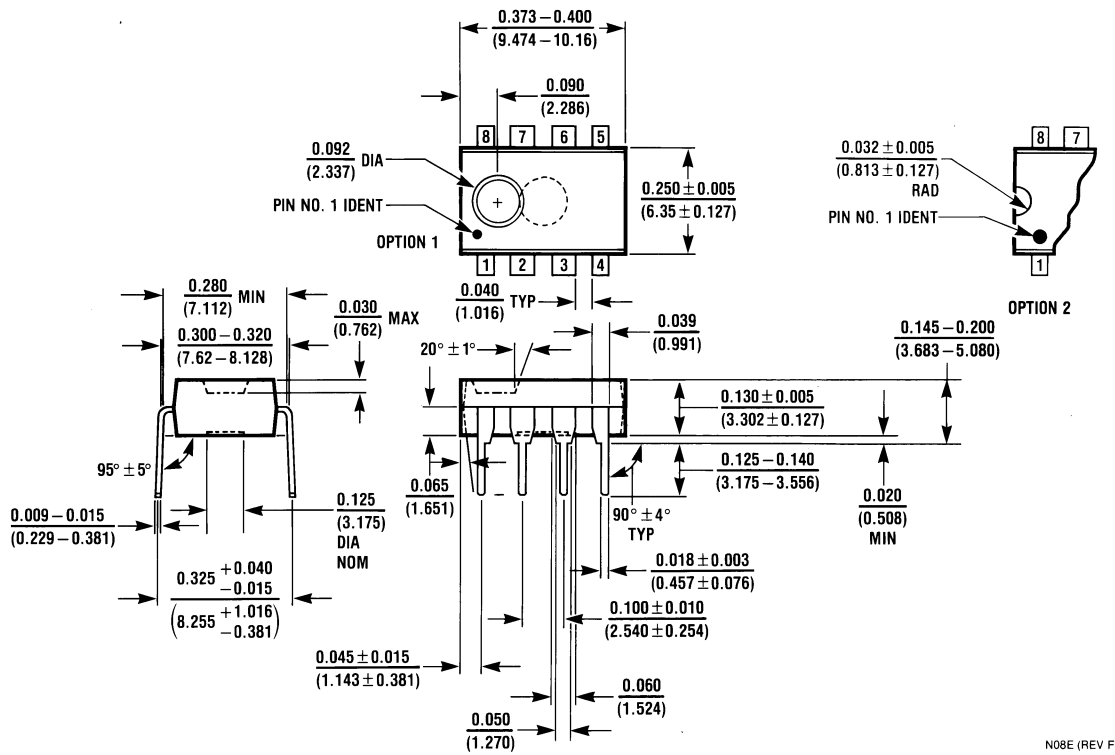 0.373 – 0.400
(9.474 – 10.16)
0.090
(2.286)
8 7 6 5
0.092 DIA
(2.337)
PIN NO. 1 IDENT
OPTION 1
0.250 ± 0.005
(6.35 ± 0.127)
1 2 3 4
8 7
0.032 ± 0.005
(0.813 ± 0.127)
RAD
PIN NO. 1 IDENT
1
OPTION 2
0.280 MIN
(7.112)
0.300 – 0.320
(7.62 – 8.128)
0.030 MAX
(0.762)
0.040 TYP
(1.016)
0.039
(0.991)
20° ± 1°
0.145 – 0.200
(3.683 – 5.080)
0.130 ± 0.005
(3.302 ± 0.127)
0.125 – 0.140
(3.175 – 3.556)
0.020
(0.508)
MIN
95° ± 5°
0.065
(1.651)
90° ± 4°
TYP
0.009 – 0.015
(0.229 – 0.381)
0.125
(3.175)
DIA
NOM
0.325 +0.040
–0.015
(8.255 +1.016
–0.381)
0.018 ± 0.003
(0.457 ± 0.076)
0.100 ± 0.010
(2.540 ± 0.254)
0.045 ± 0.015
(1.143 ± 0.381)
0.060
(1.524)
0.050
(1.270)
N08E (REV F